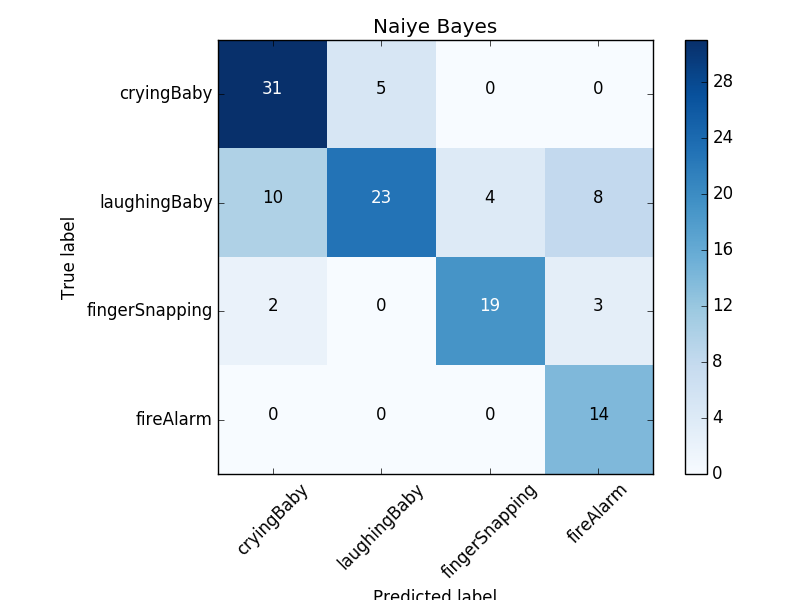 Naiye Bayes
cryingBaby 31 5 0 0
laughingBaby 10 23 4 8
fingerSnapping 2 0 19 3
fireAlarm 0 0 0 14
True label
cryingBaby laughingBaby fingerSnapping fireAlarm
Predicted label
28
24
20
16
12
8
4
0